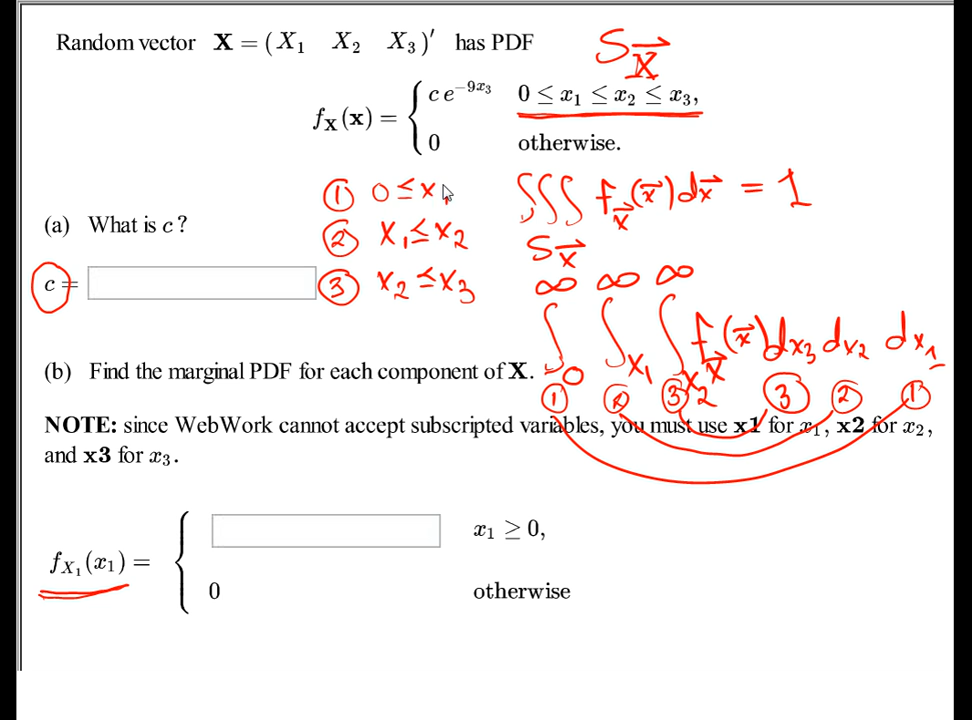 Random vector X = ( X₁ X₂ X₃ )′ has PDF
S_X⃗
f_X (x) = { c e^{−9x₃} 0 ≤ x₁ ≤ x₂ ≤ x₃,
0 otherwise.
① 0 ≤ x₁
∫∫∫ f_X⃗(x⃗)dx⃗ = 1
S_X⃗
(a) What is c ?
② x₁ ≤ x₂
c =
③ x₂ ≤ x₃
∞ ∞ ∞
∫₀ ∫x₁ ∫x₂ f_X⃗(x⃗)dx₃ dx₂ dx₁
① ② ③ ③ ② ①
(b) Find the marginal PDF for each component of X.
NOTE: since WebWork cannot accept subscripted variables, you must use x1 for x₁, x2 for x₂,
and x3 for x₃.
f_{X₁}(x₁) = { x₁ ≥ 0,
0 otherwise